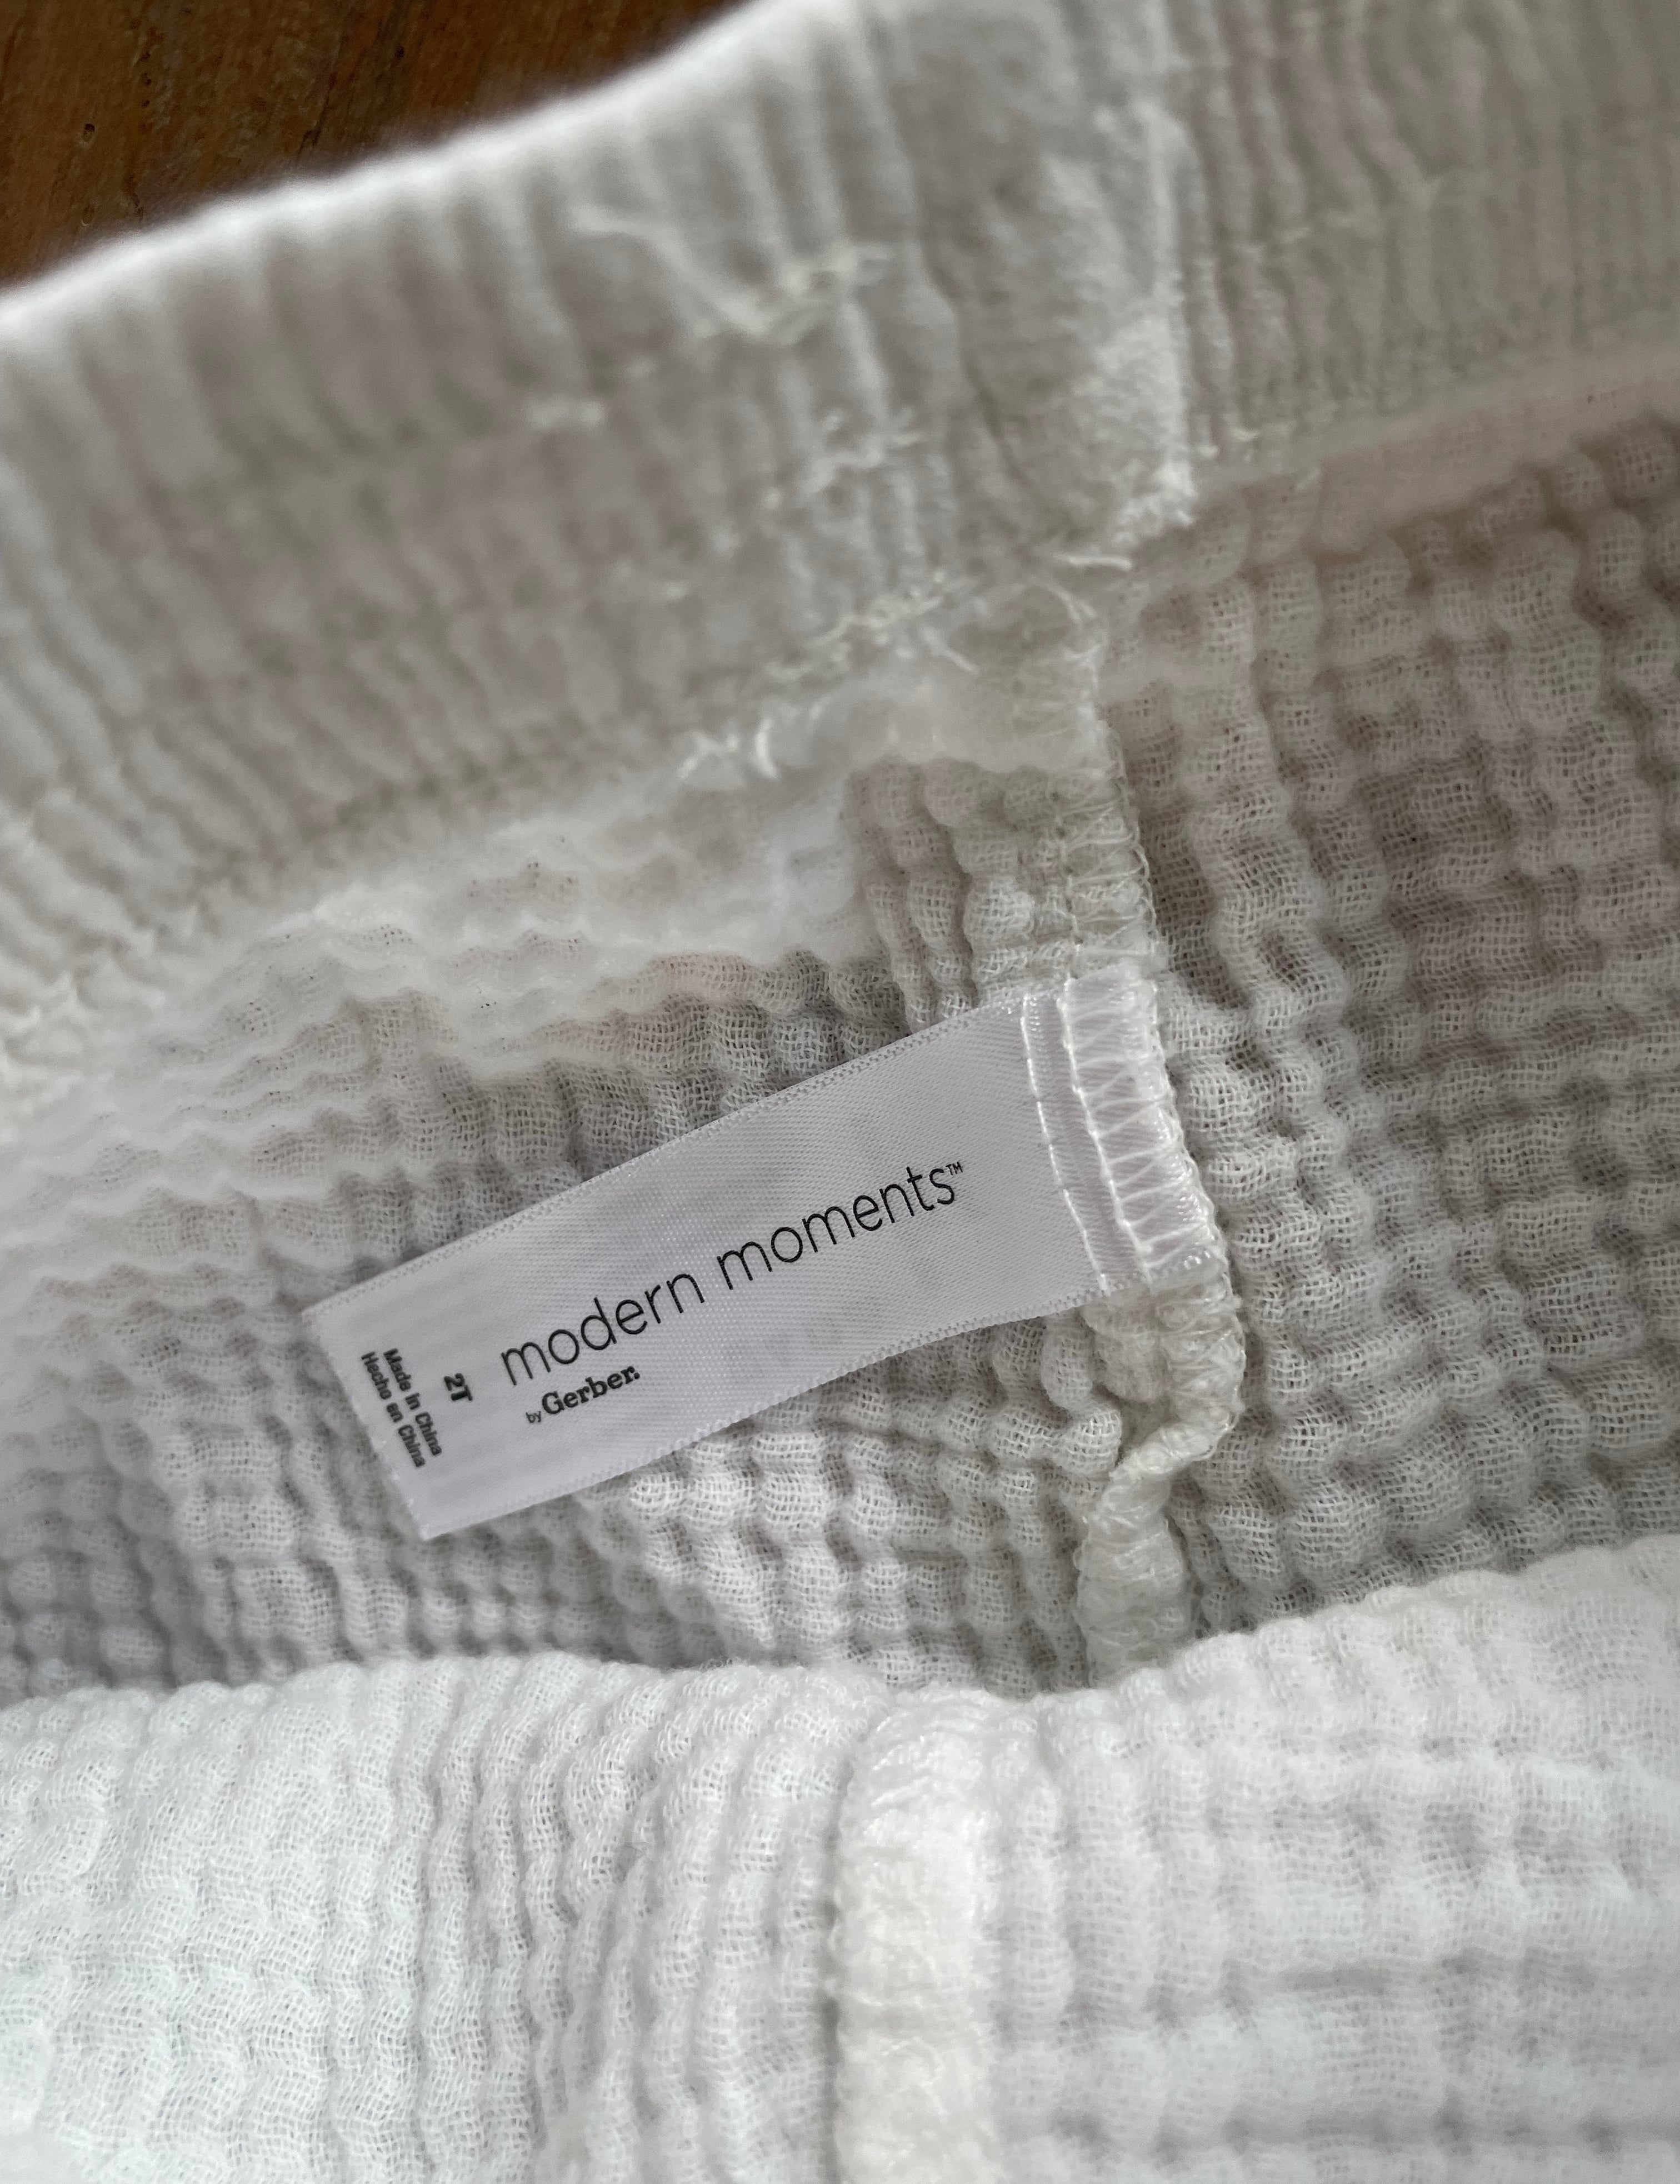 modern moments™
by Gerber.
2T
Made in China
Hecho en China